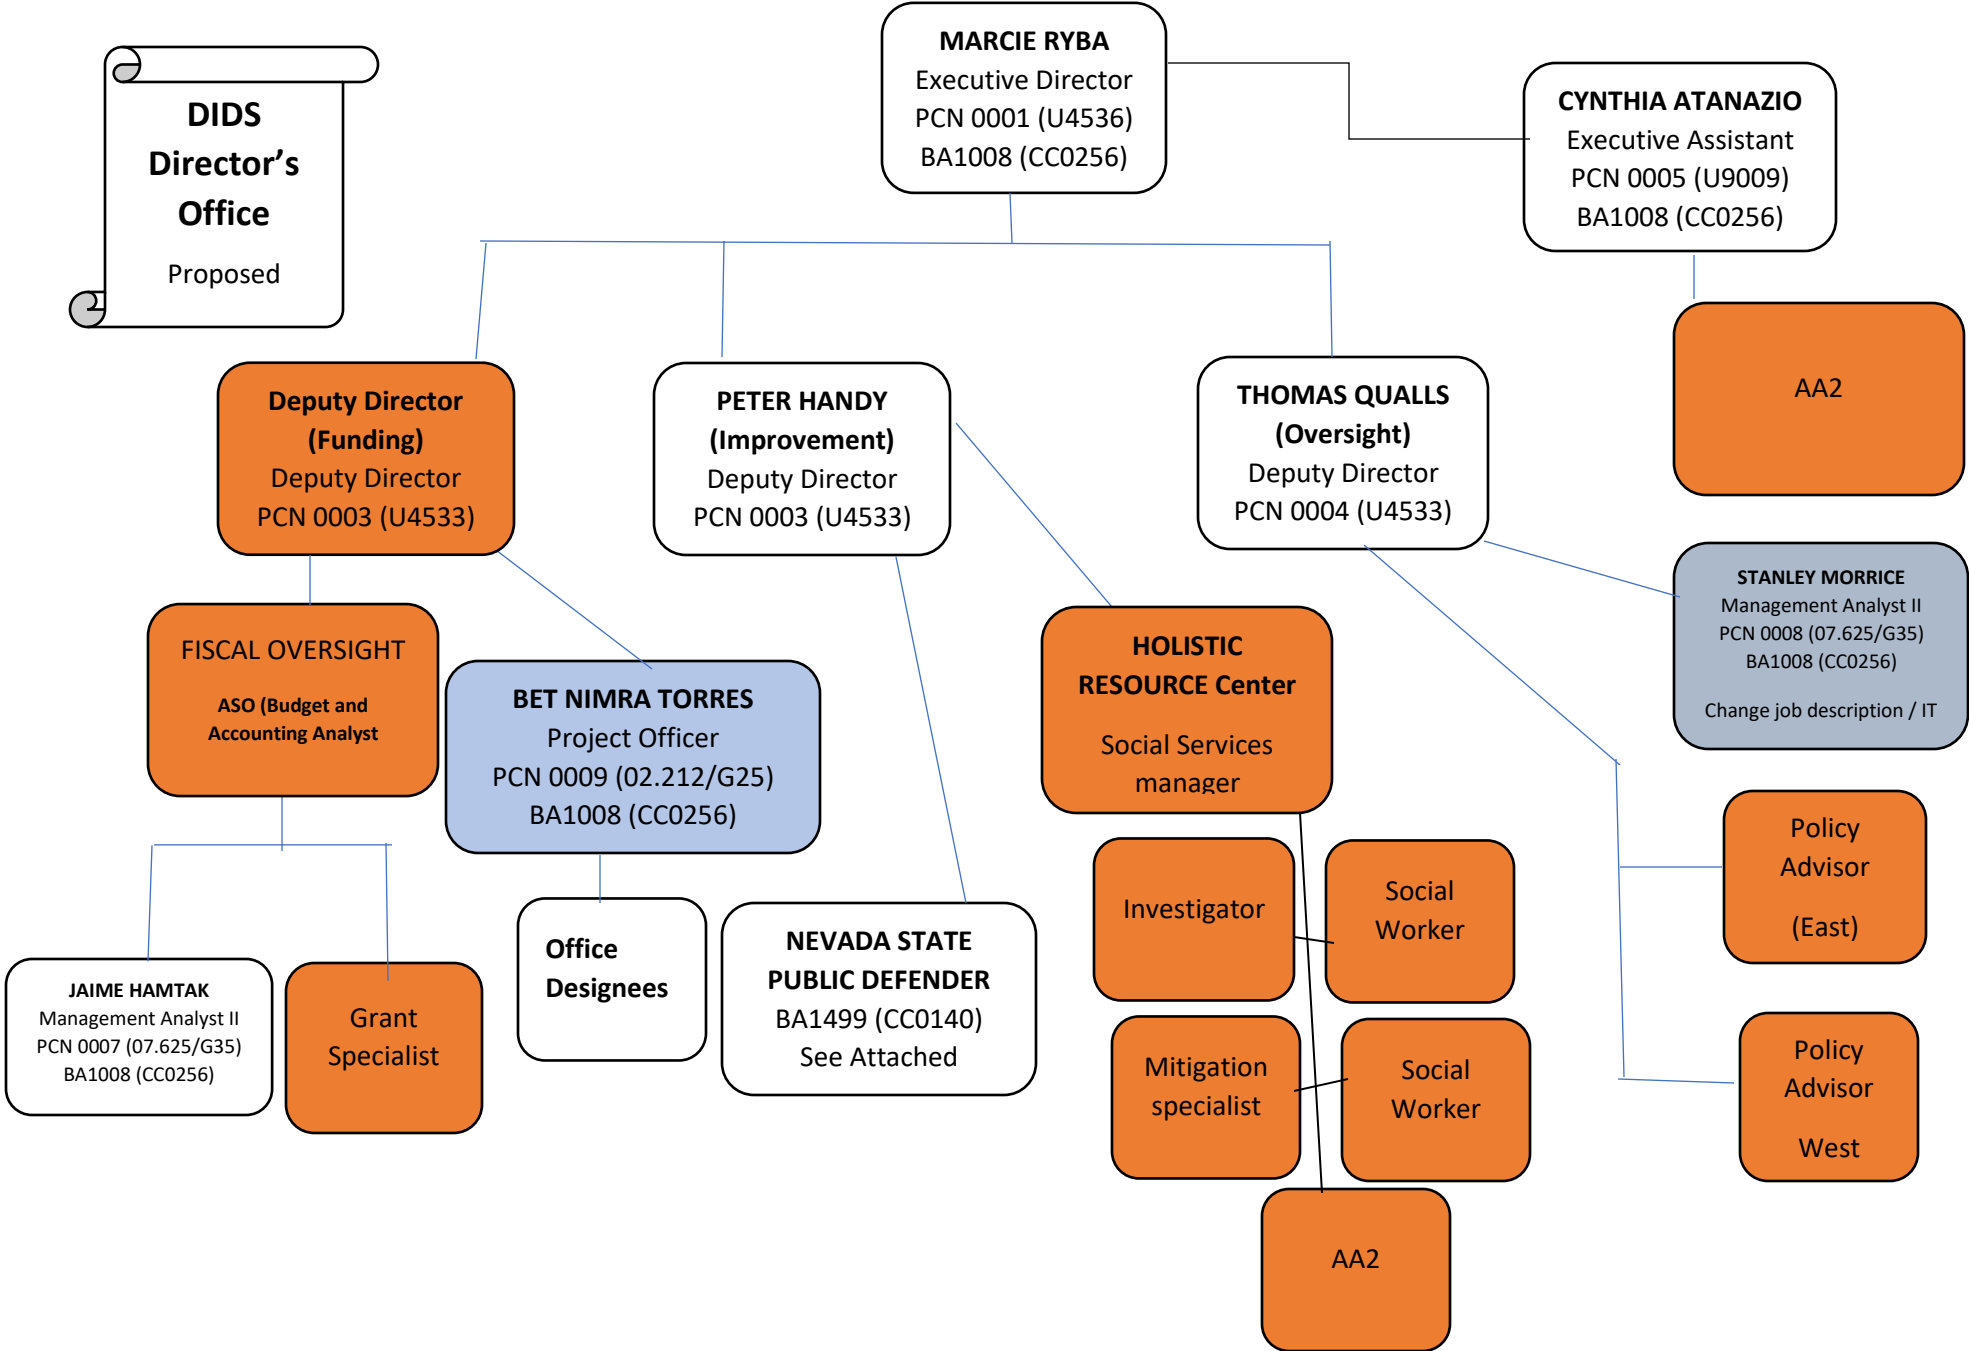 DIDS
Director’s
Office
Proposed
MARCIE RYBA
Executive Director
PCN 0001 (U4536)
BA1008 (CC0256)
CYNTHIA ATANAZIO
Executive Assistant
PCN 0005 (U9009)
BA1008 (CC0256)
AA2
Deputy Director
(Funding)
Deputy Director
PCN 0003 (U4533)
PETER HANDY
(Improvement)
Deputy Director
PCN 0003 (U4533)
THOMAS QUALLS
(Oversight)
Deputy Director
PCN 0004 (U4533)
STANLEY MORRICE
Management Analyst II
PCN 0008 (07.625/G35)
BA1008 (CC0256)
Change job description / IT
FISCAL OVERSIGHT
ASO (Budget and
Accounting Analyst
BET NIMRA TORRES
Project Officer
PCN 0009 (02.212/G25)
BA1008 (CC0256)
HOLISTIC
RESOURCE Center
Social Services
manager
Policy
Advisor
(East)
Investigator
Social
Worker
Office
Designees
NEVADA STATE
PUBLIC DEFENDER
BA1499 (CC0140)
See Attached
JAIME HAMTAK
Management Analyst II
PCN 0007 (07.625/G35)
BA1008 (CC0256)
Grant
Specialist
Mitigation
specialist
Social
Worker
Policy
Advisor
West
AA2